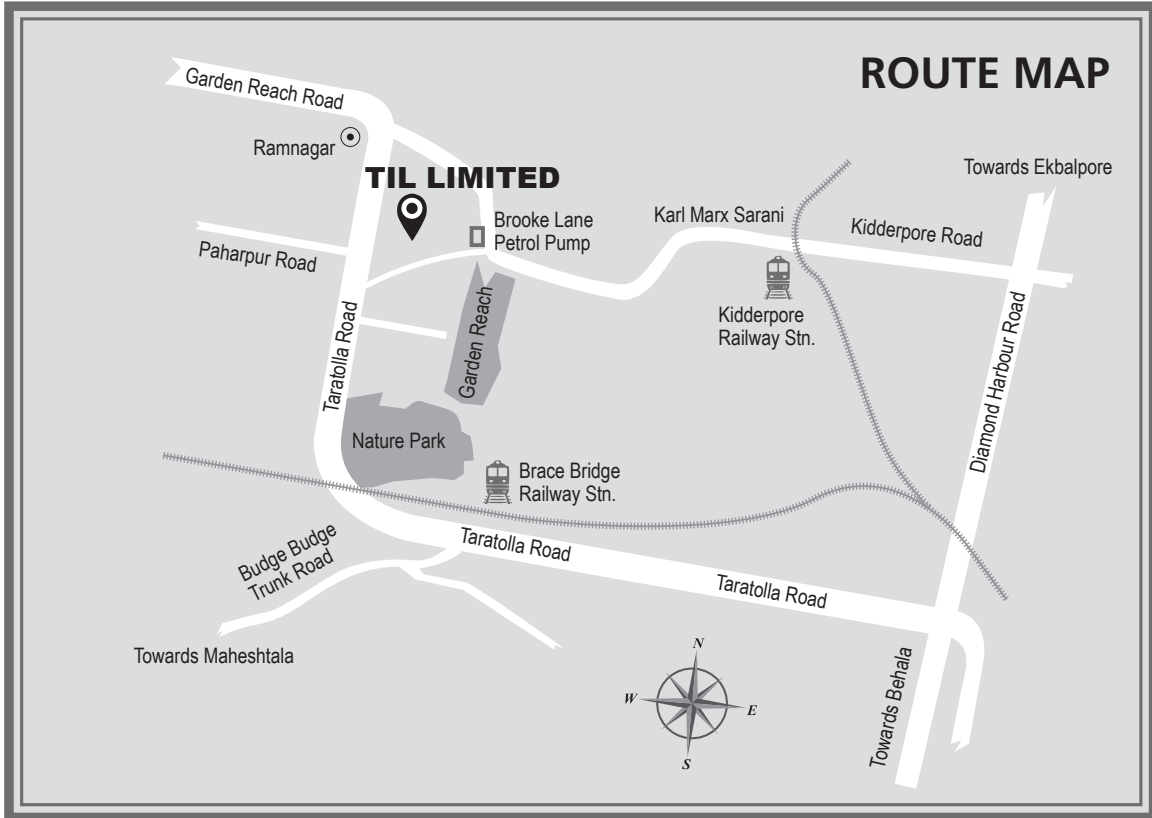 ROUTE MAP
Garden Reach Road
Ramnagar
TIL LIMITED
Towards Ekbalpore
Brooke Lane
Petrol Pump
Karl Marx Sarani
Kidderpore Road
Paharpur Road
Kidderpore
Railway Stn.
Garden Reach
Taratolla Road
Diamond Harbour Road
Nature Park
Brace Bridge
Railway Stn.
Budge Budge
Trunk Road
Taratolla Road
Taratolla Road
Towards Maheshtala
Towards Behala
N
W
E
S